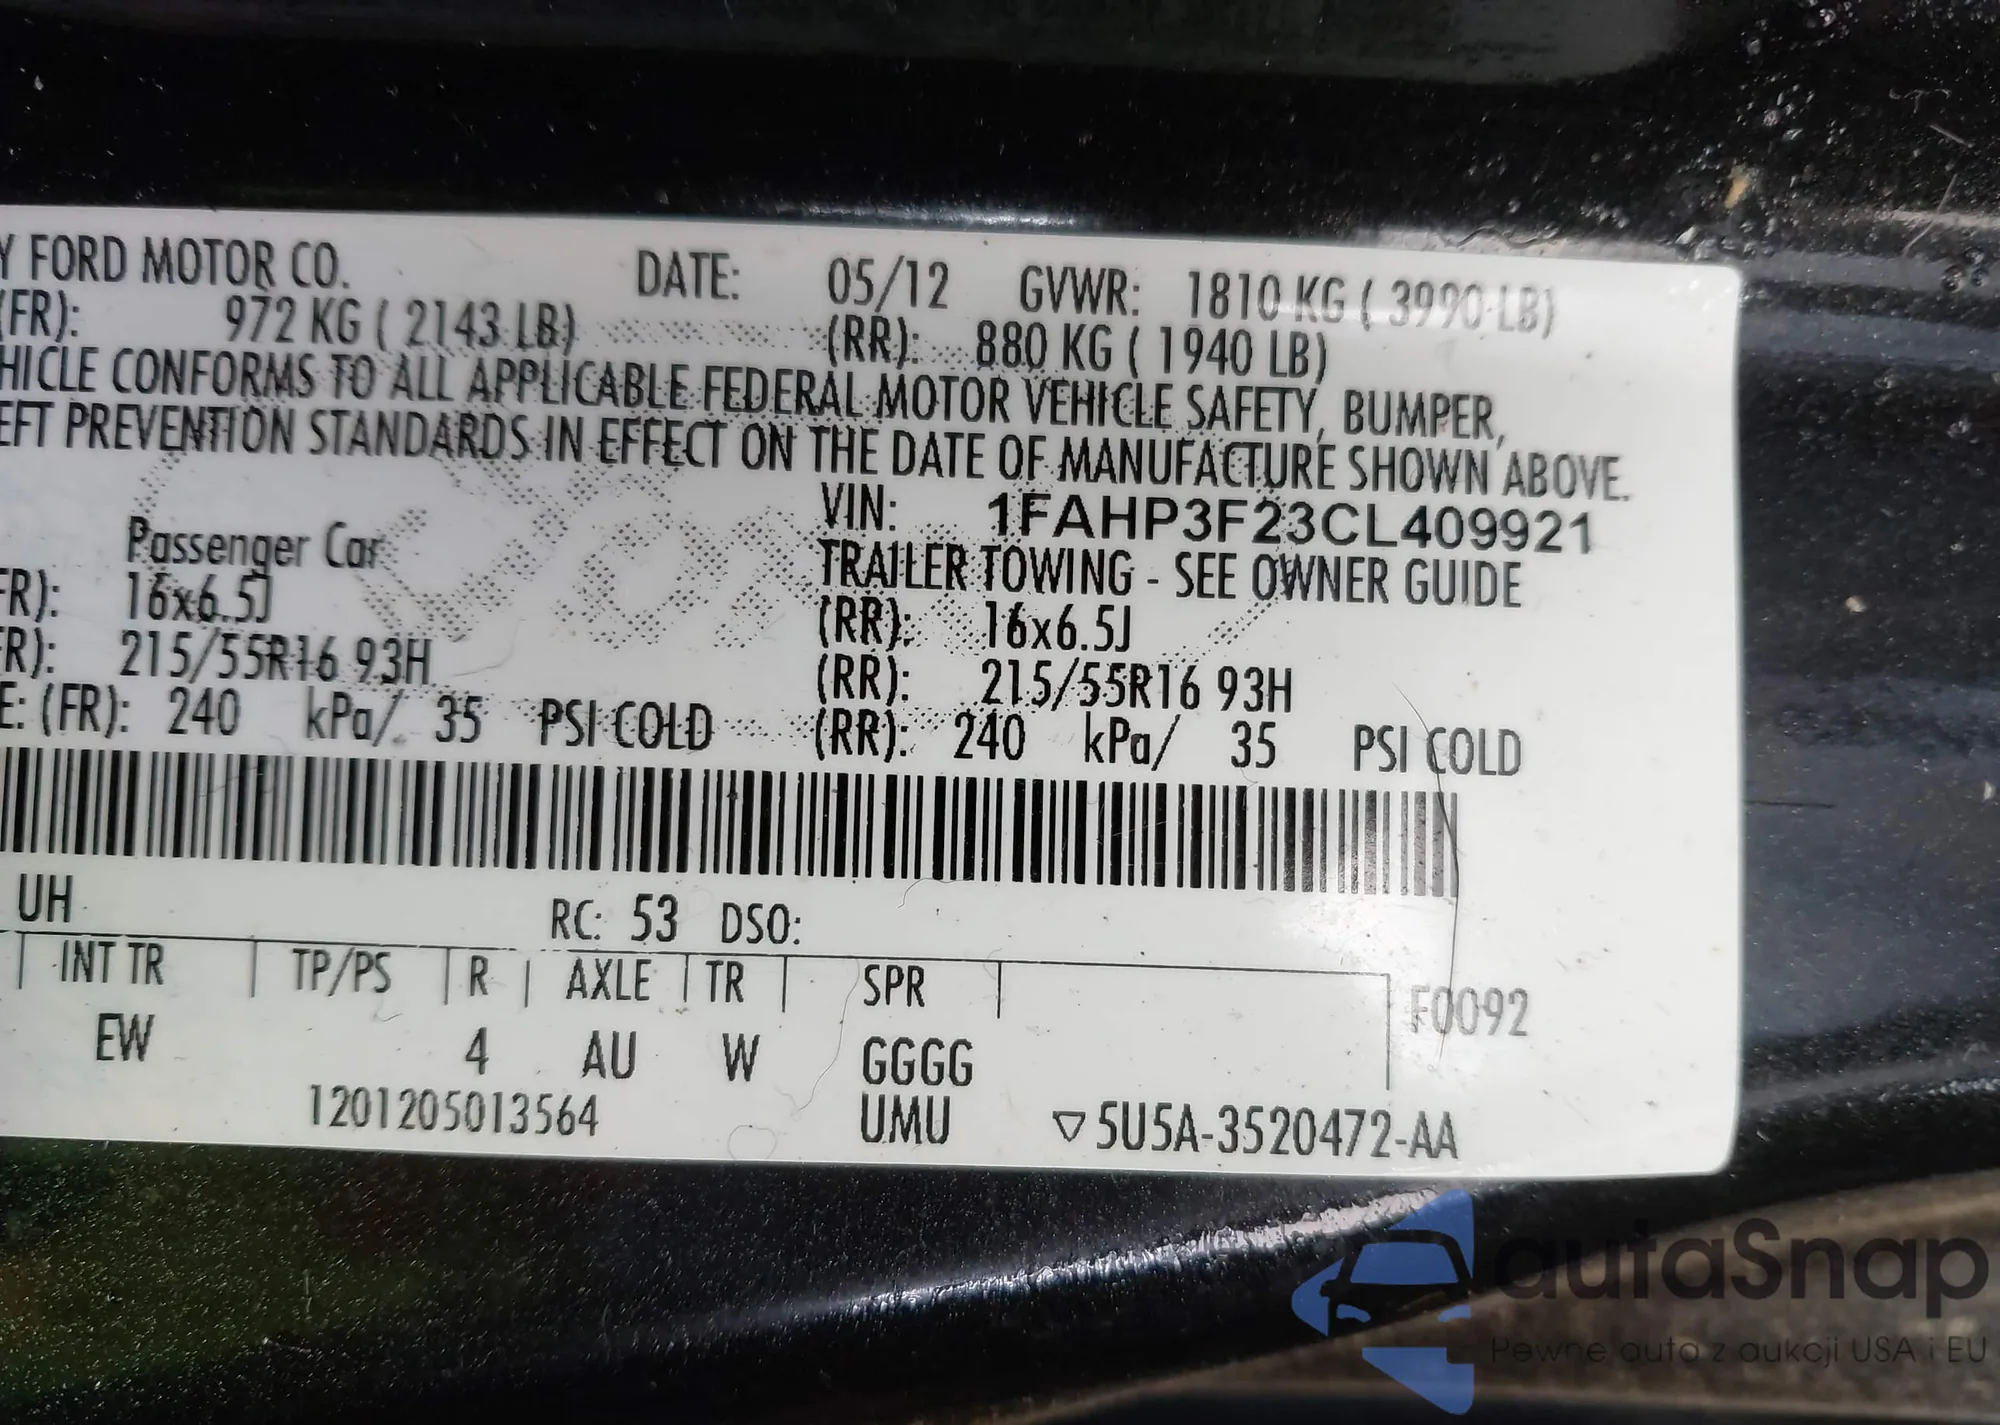 Y FORD MOTOR CO. DATE: 05/12 GVWR: 1810 KG ( 3990 LB)
(FR): 972 KG ( 2143 LB) (RR): 880 KG ( 1940 LB)
HICLE CONFORMS TO ALL APPLICABLE FEDERAL MOTOR VEHICLE SAFETY, BUMPER,
EFT PREVENTION STANDARDS IN EFFECT ON THE DATE OF MANUFACTURE SHOWN ABOVE.
VIN: 1FAHP3F23CL409921
Passenger Car TRAILER TOWING - SEE OWNER GUIDE
FR): 16x6.5J (RR): 16x6.5J
R): 215/55R16 93H (RR): 215/55R16 93H
E: (FR): 240 kPa/ 35 PSI COLD (RR): 240 kPa/ 35 PSI COLD
UH RC: 53 DSO:
INT TR TP/PS R AXLE TR SPR F0092
EW 4 AU W GGGG
1201205013564 UMU ▽5U5A-3520472-AA
autaSnap
Pewne auta z aukcji USA i EU